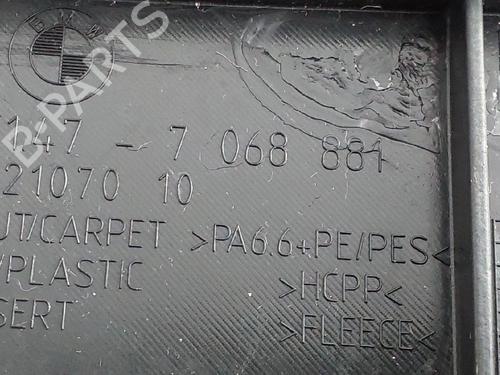 BMW
B-PARTS
147 - 7 068 881
21070 10
UT/CARPET >PA6.6+PE/PES<
/PLASTIC >HCPP<
SERT >FLEECE<